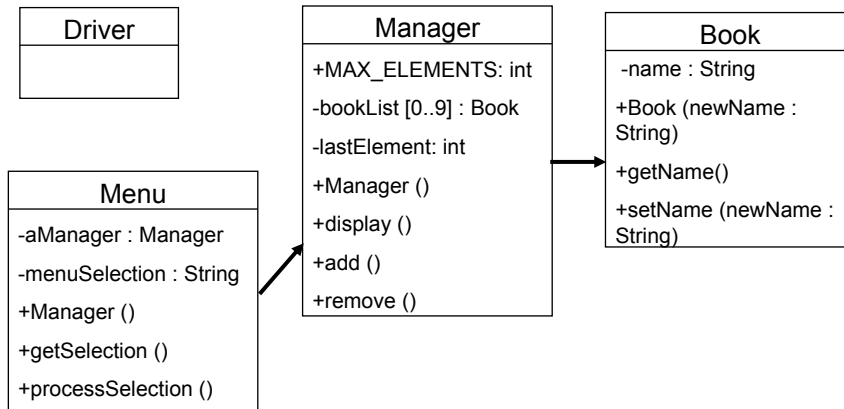 Driver
Manager
+MAX_ELEMENTS: int
-bookList [0..9] : Book
-lastElement: int
+Manager ()
+display ()
+add ()
+remove ()
Book
-name : String
+Book (newName :
String)
+getName()
+setName (newName :
String)
Menu
-aManager : Manager
-menuSelection : String
+Manager ()
+getSelection ()
+processSelection ()